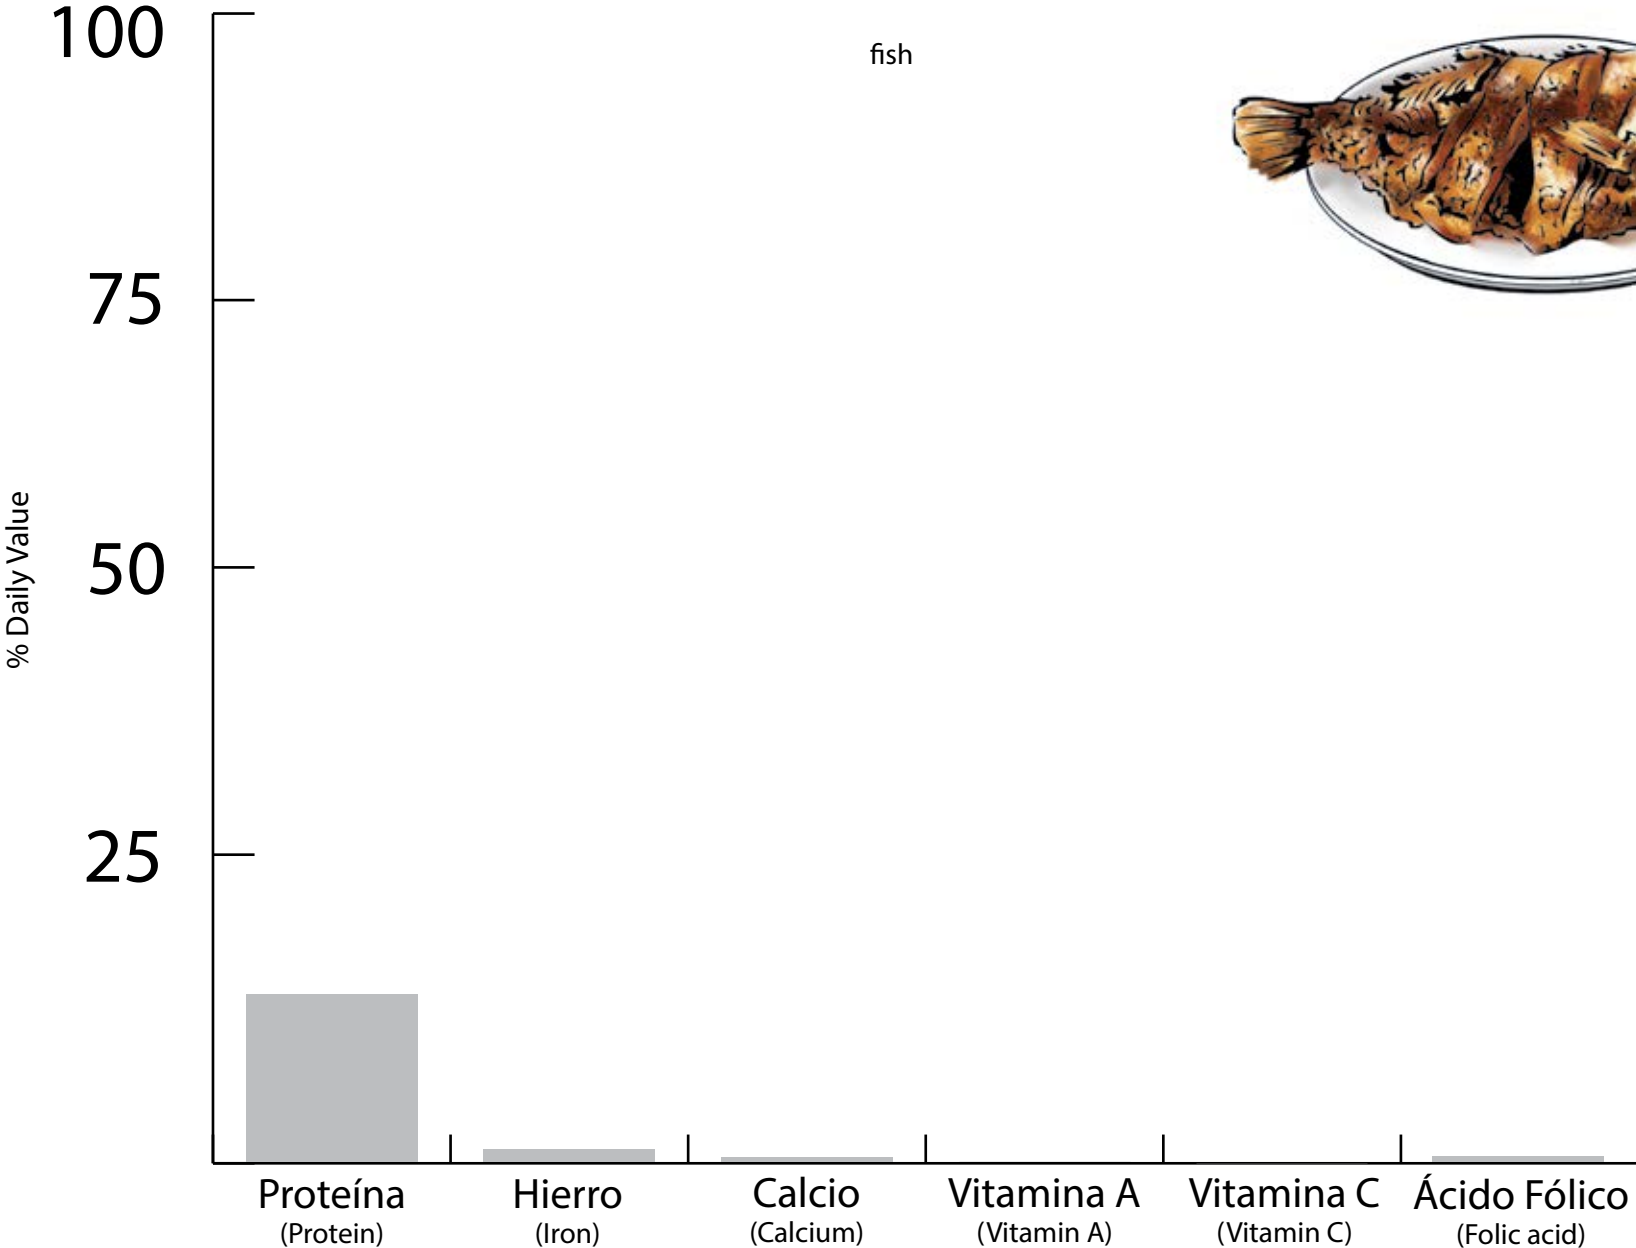 100
fish
75
50
25
% Daily Value
Proteína
(Protein)
Hierro
(Iron)
Calcio
(Calcium)
Vitamina A
(Vitamin A)
Vitamina C
(Vitamin C)
Ácido Fólico
(Folic acid)